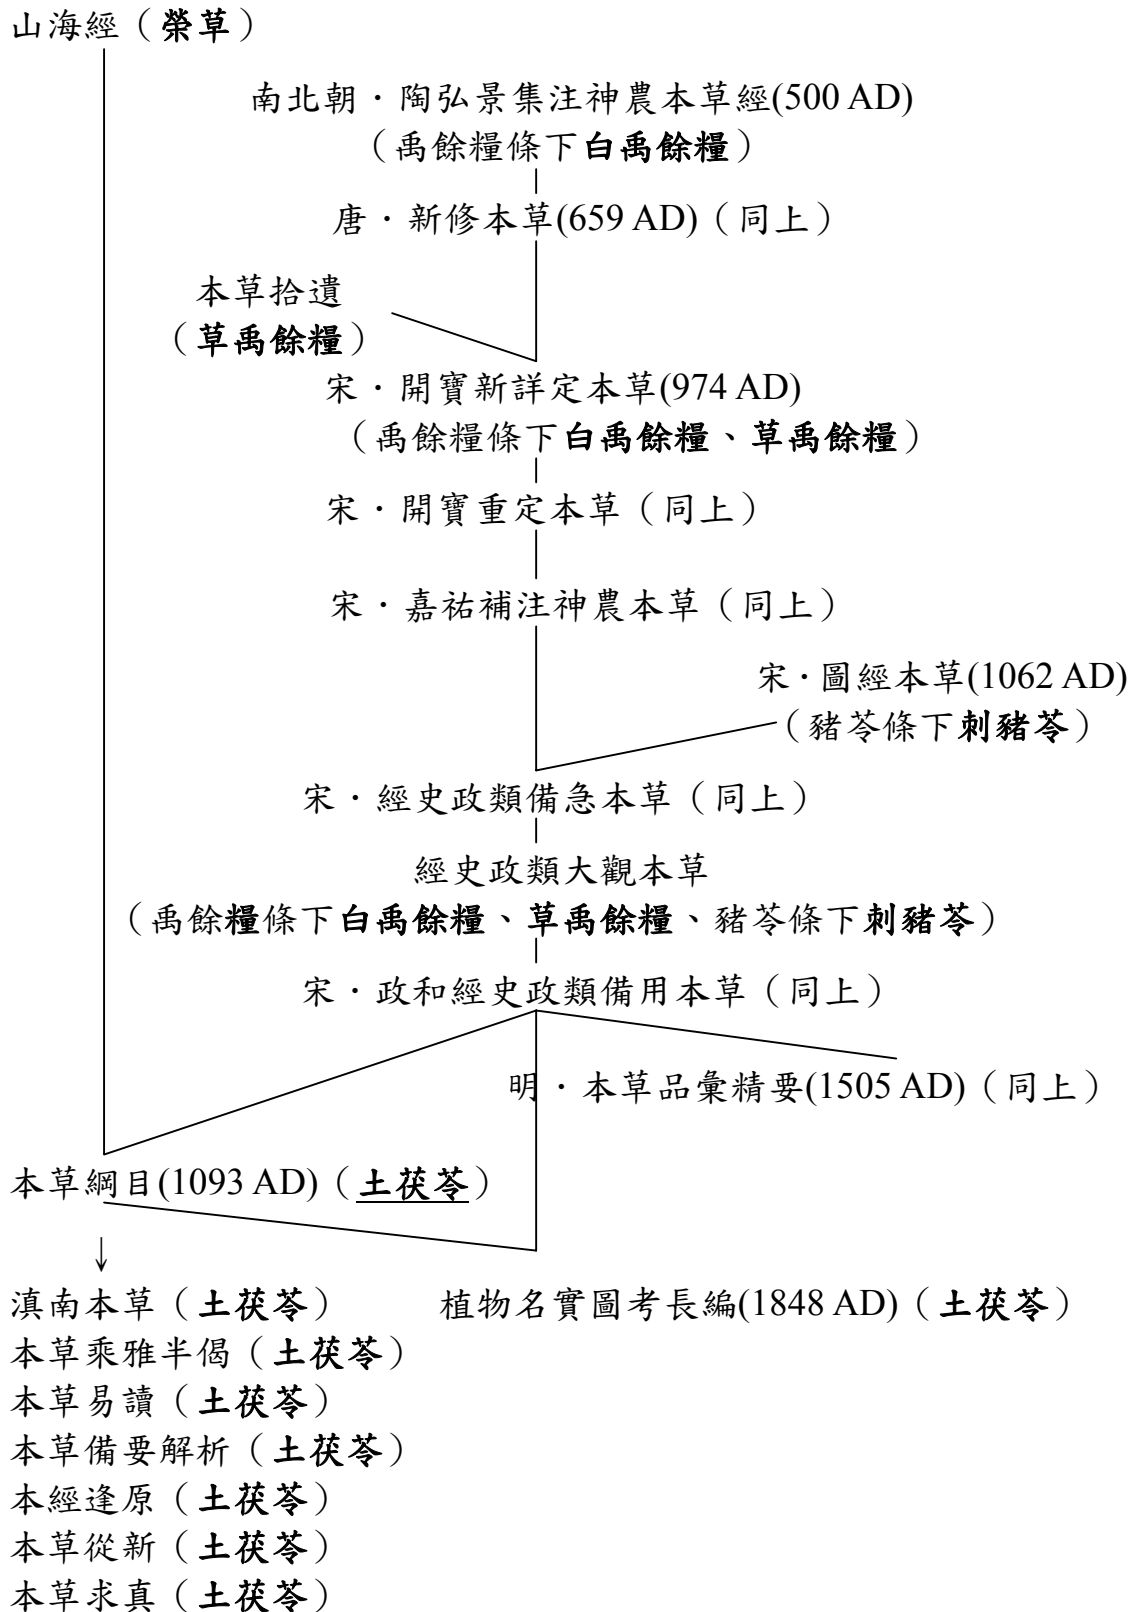 山海經（榮草）
南北朝．陶弘景集注神農本草經(500 AD)
（禹餘糧條下白禹餘糧）
唐．新修本草(659 AD)（同上）
本草拾遺
（草禹餘糧）
宋．開寶新詳定本草(974 AD)
（禹餘糧條下白禹餘糧、草禹餘糧）
宋．開寶重定本草（同上）
宋．嘉祐補注神農本草（同上）
宋．圖經本草(1062 AD)
（豬苓條下刺豬苓）
宋．經史政類備急本草（同上）
經史政類大觀本草
（禹餘糧條下白禹餘糧、草禹餘糧、豬苓條下刺豬苓）
宋．政和經史政類備用本草（同上）
明．本草品彙精要(1505 AD)（同上）
本草綱目(1093 AD)（土茯苓）
↓
滇南本草（土茯苓）
植物名實圖考長編(1848 AD)（土茯苓）
本草乘雅半偈（土茯苓）
本草易讀（土茯苓）
本草備要解析（土茯苓）
本經逢原（土茯苓）
本草從新（土茯苓）
本草求真（土茯苓）